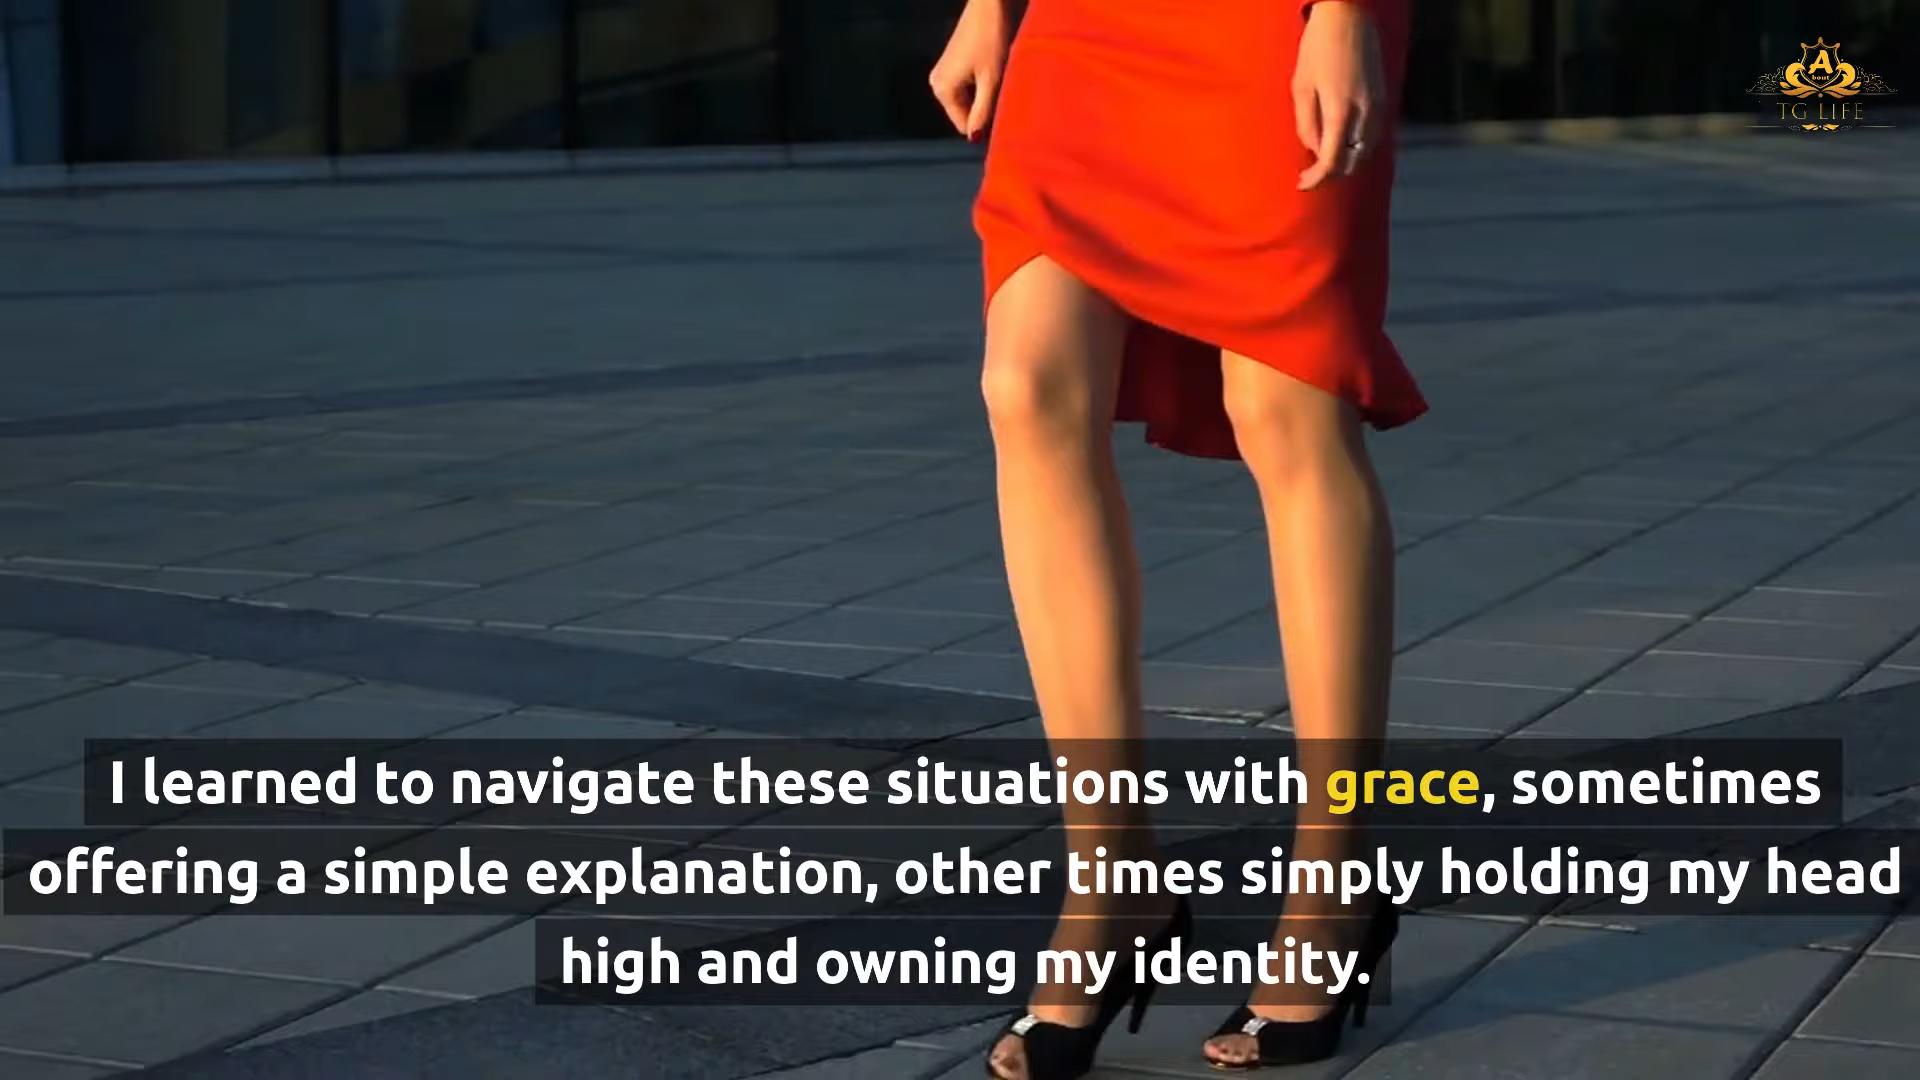 A
bout
TG LIFE
I learned to navigate these situations with grace, sometimes
offering a simple explanation, other times simply holding my head
high and owning my identity.